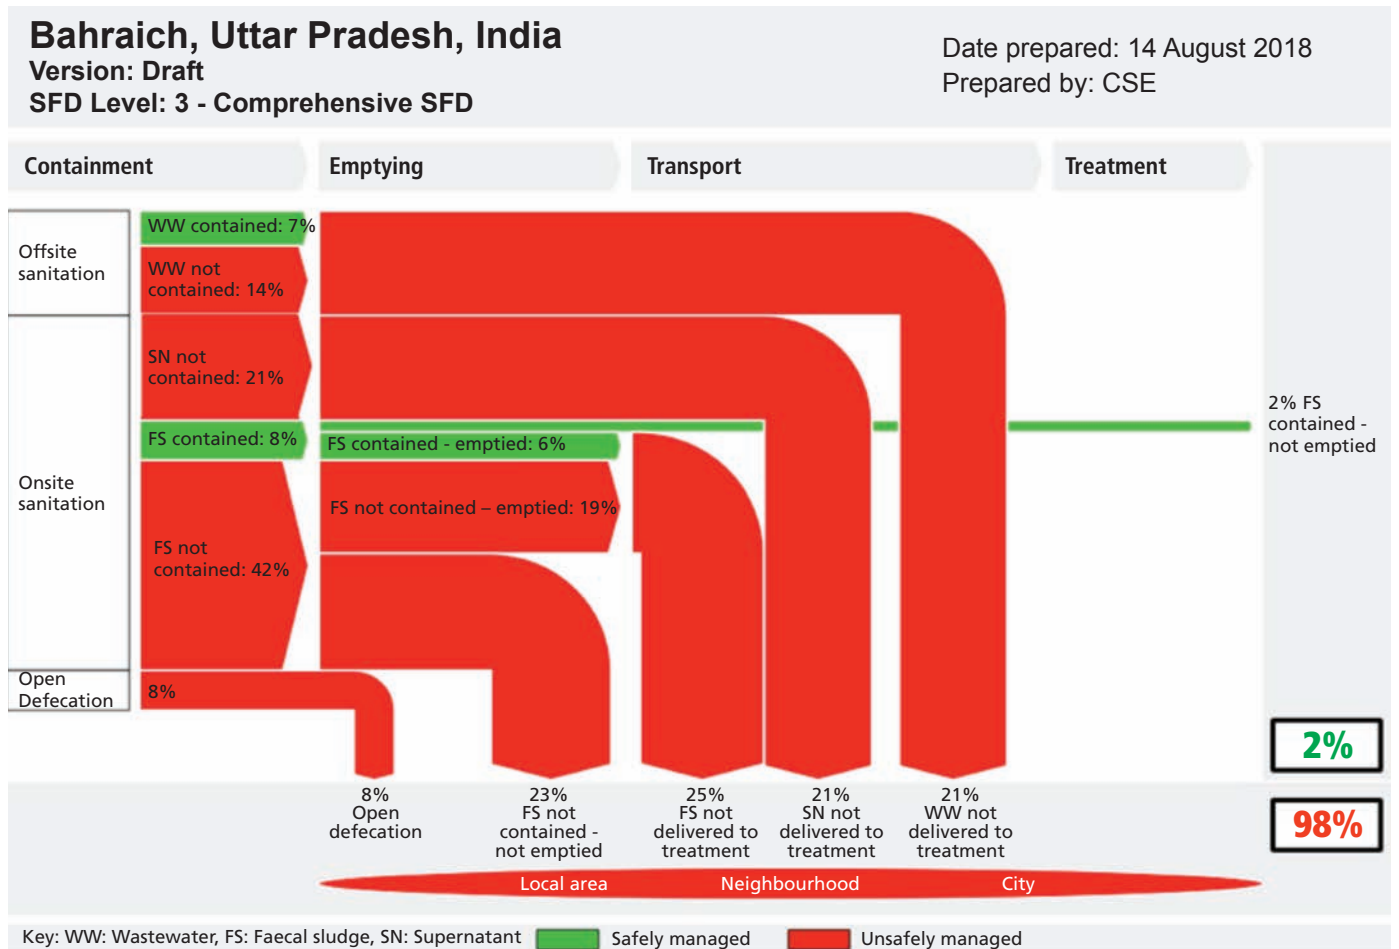 Bahraich, Uttar Pradesh, India
Version: Draft
SFD Level: 3 - Comprehensive SFD
Date prepared: 14 August 2018
Prepared by: CSE
Containment
Emptying
Transport
Treatment
Offsite
sanitation
WW contained: 7%
WW not
contained: 14%
SN not
contained: 21%
Onsite
sanitation
FS contained: 8%
FS contained - emptied: 6%
FS not contained – emptied: 19%
FS not
contained: 42%
2% FS
contained -
not emptied
Open
Defecation
8%
2%
98%
8%
Open
defecation
23%
FS not
contained -
not emptied
25%
FS not
delivered to
treatment
21%
SN not
delivered to
treatment
21%
WW not
delivered to
treatment
Local area
Neighbourhood
City
Key: WW: Wastewater, FS: Faecal sludge, SN: Supernatant
Safely managed
Unsafely managed